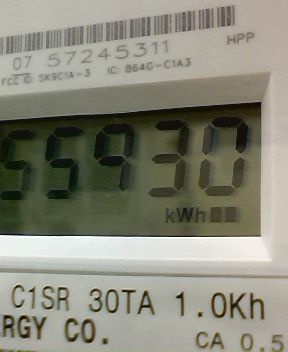 HPP
07 57245311
FCC ID: SK9C1A-3 IC: 864G-C1A3
55930
kWh
C1SR 30TA 1.0Kh
RGY CO.
CA 0.5